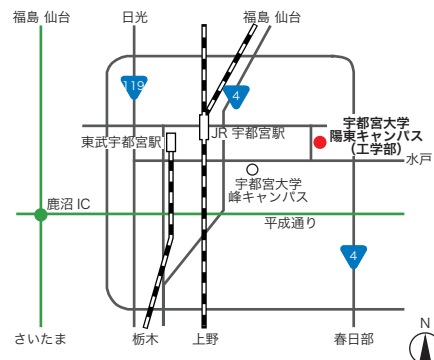 福島 仙台
日光
福島 仙台
119
4
宇都宮大学
陽東キャンパス
（工学部）
東武宇都宮駅
JR 宇都宮駅
水戸
宇都宮大学
峰キャンパス
鹿沼 IC
平成通り
4
さいたま
栃木
上野
春日部
N